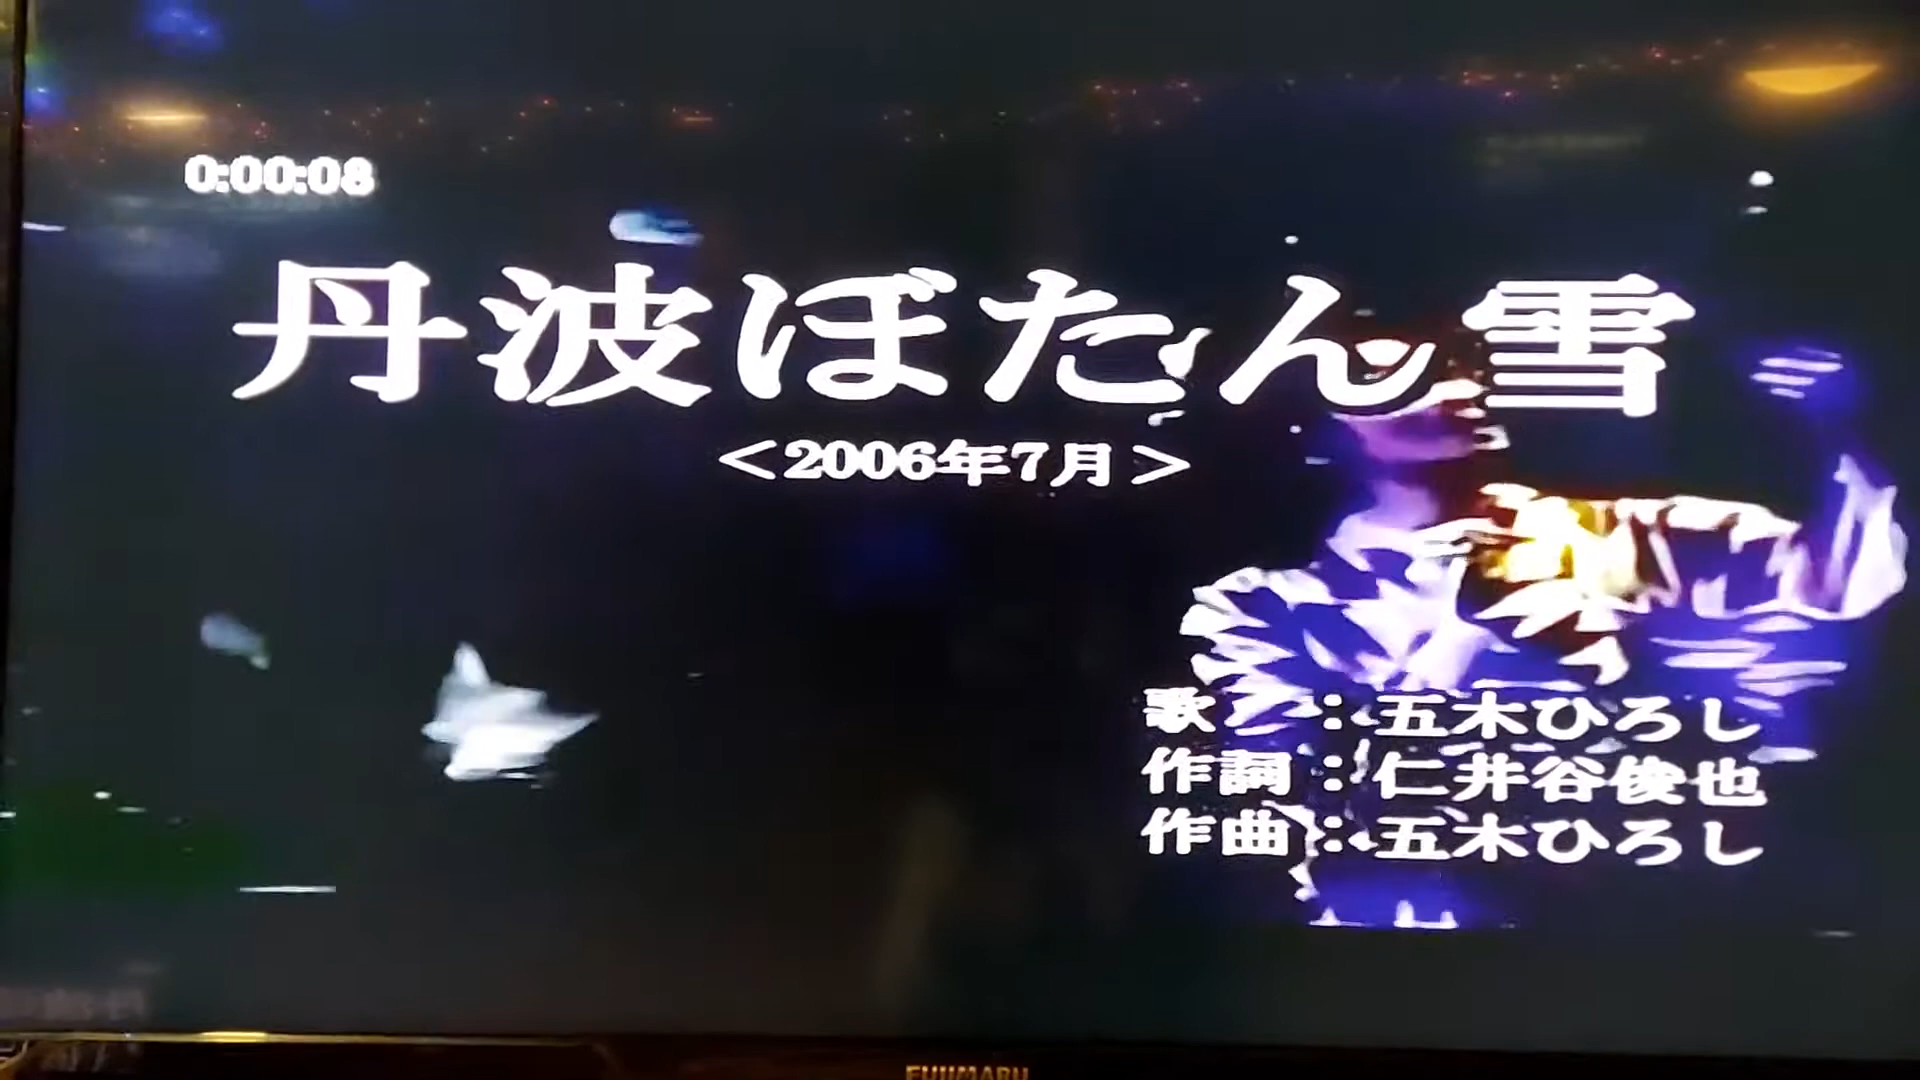 0:00:08
丹波ぼたん雪
<2006年7月>
歌 : 五木ひろし
作詞 : 仁井谷俊也
作曲 : 五木ひろし
FUJIMARU